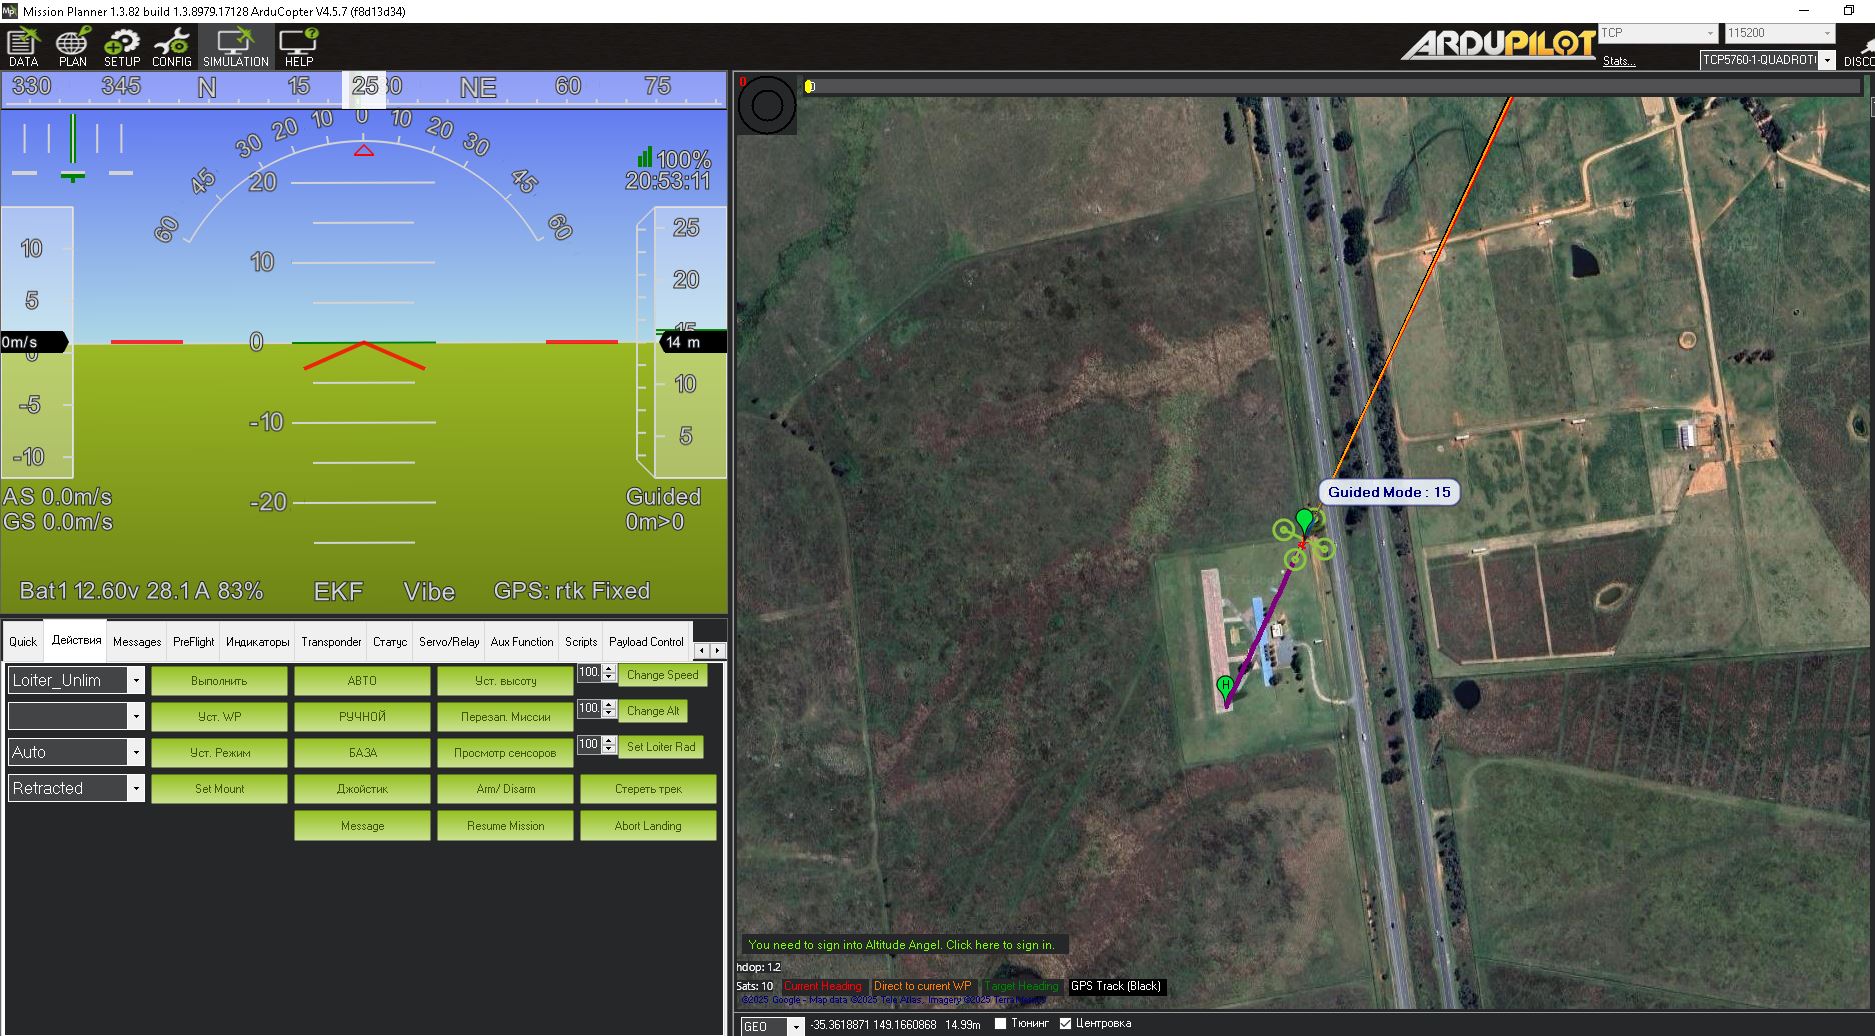 Mission Planner 1.3.82 build 1.3.8979.17128 ArduCopter V4.5.7 (f8d13d34)
DATA PLAN SETUP CONFIG SIMULATION HELP
ARDUPILOT
TCP 115200
Stats... TCP5760-1-QUADROT DISCO
330 345 N 15 25 30 NE 60 75
0
60 45 30 20 10 0 10 20 30 45 60
100%
20:53:11
20
10
0
-10
-20
10
5
0
-5
-10
0m/s
25
20
15
14 m
10
5
AS 0.0m/s
GS 0.0m/s
Guided
0m>0
Bat1 12.60v 28.1 A 83% EKF Vibe GPS: rtk Fixed
Quick Действия Messages PreFlight Индикаторы Transponder Статус Servo/Relay Aux Function Scripts Payload Control
Loiter_Unlim Выполнить АВТО Уст. высоту 100. Change Speed
Уст. WP РУЧНОЙ Перезап. Миссии 100. Change Alt
Auto Уст. Режим БАЗА Просмотр сенсоров 100 Set Loiter Rad
Retracted Set Mount Джойстик Arm/ Disarm Стереть трек
Message Resume Mission Abort Landing
Guided Mode : 15
H
You need to sign into Altitude Angel. Click here to sign in.
hdop: 1.2
Sats: 10 Current Heading Direct to current WP Target Heading GPS Track (Black)
©2025 Google - Map data ©2025 Tele Atlas, Imagery ©2025 TerraMetrics
GEO -35.3618871 149.1660868 14.99m Тюнинг Центровка